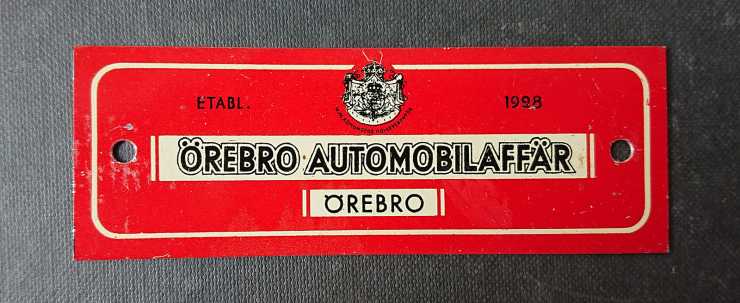 ETABL. 1928
ÖREBRO AUTOMOBILAFFÄR
ÖREBRO